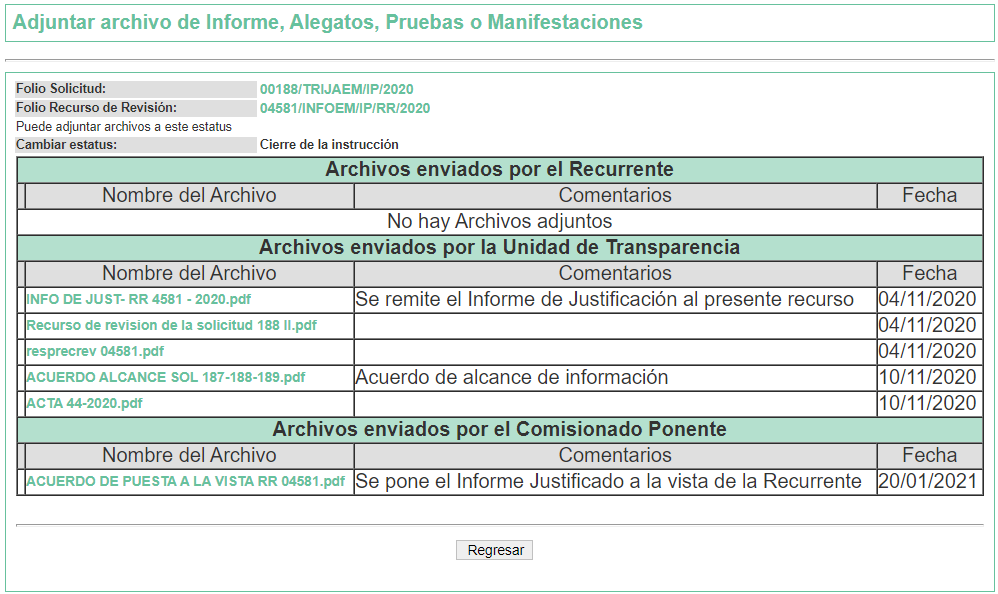 Adjuntar archivo de Informe, Alegatos, Pruebas o Manifestaciones
Folio Solicitud: 00188/TRIJAEM/IP/2020
Folio Recurso de Revisión: 04581/INFOEM/IP/RR/2020
Puede adjuntar archivos a este estatus
Cambiar estatus: Cierre de la instrucción
Archivos enviados por el Recurrente
Nombre del Archivo Comentarios Fecha
No hay Archivos adjuntos
Archivos enviados por la Unidad de Transparencia
Nombre del Archivo Comentarios Fecha
INFO DE JUST- RR 4581 - 2020.pdf Se remite el Informe de Justificación al presente recurso 04/11/2020
Recurso de revision de la solicitud 188 II.pdf 04/11/2020
resprecrev 04581.pdf 04/11/2020
ACUERDO ALCANCE SOL 187-188-189.pdf Acuerdo de alcance de información 10/11/2020
ACTA 44-2020.pdf 10/11/2020
Archivos enviados por el Comisionado Ponente
Nombre del Archivo Comentarios Fecha
ACUERDO DE PUESTA A LA VISTA RR 04581.pdf Se pone el Informe Justificado a la vista de la Recurrente 20/01/2021
Regresar